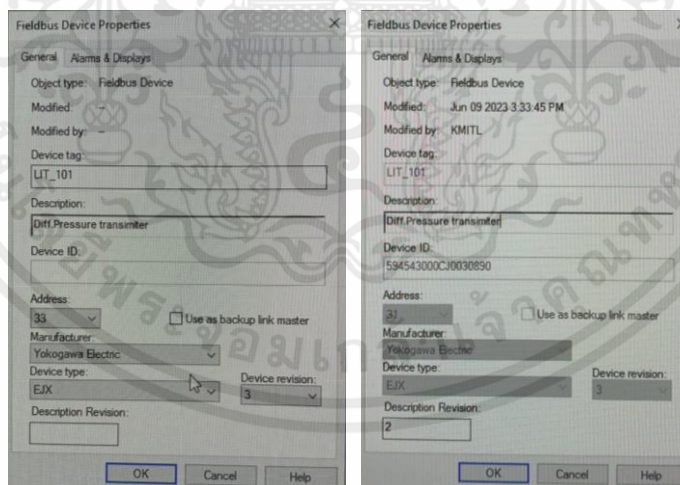 Fieldbus Device Properties
General Alarms & Displays
Object type: Fieldbus Device
Modified: –
Modified by: –
Device tag:
LIT_101
Description:
Diff.Pressure transimter
Device ID:
Address:
33
Use as backup link master
Manufacturer:
Yokogawa Electric
Device type:
EJX
Device revision:
3
Description Revision:
OK Cancel Help
Fieldbus Device Properties
General Alarms & Displays
Object type: Fieldbus Device
Modified: Jun 09 2023 3:33:45 PM
Modified by: KMITL
Device tag:
LIT_101
Description:
Diff.Pressure transimter
Device ID:
594543000CJ0030890
Address:
31
Use as backup link master
Manufacturer:
Yokogawa Electric
Device type:
EJX
Device revision:
3
Description Revision:
2
OK Cancel Help